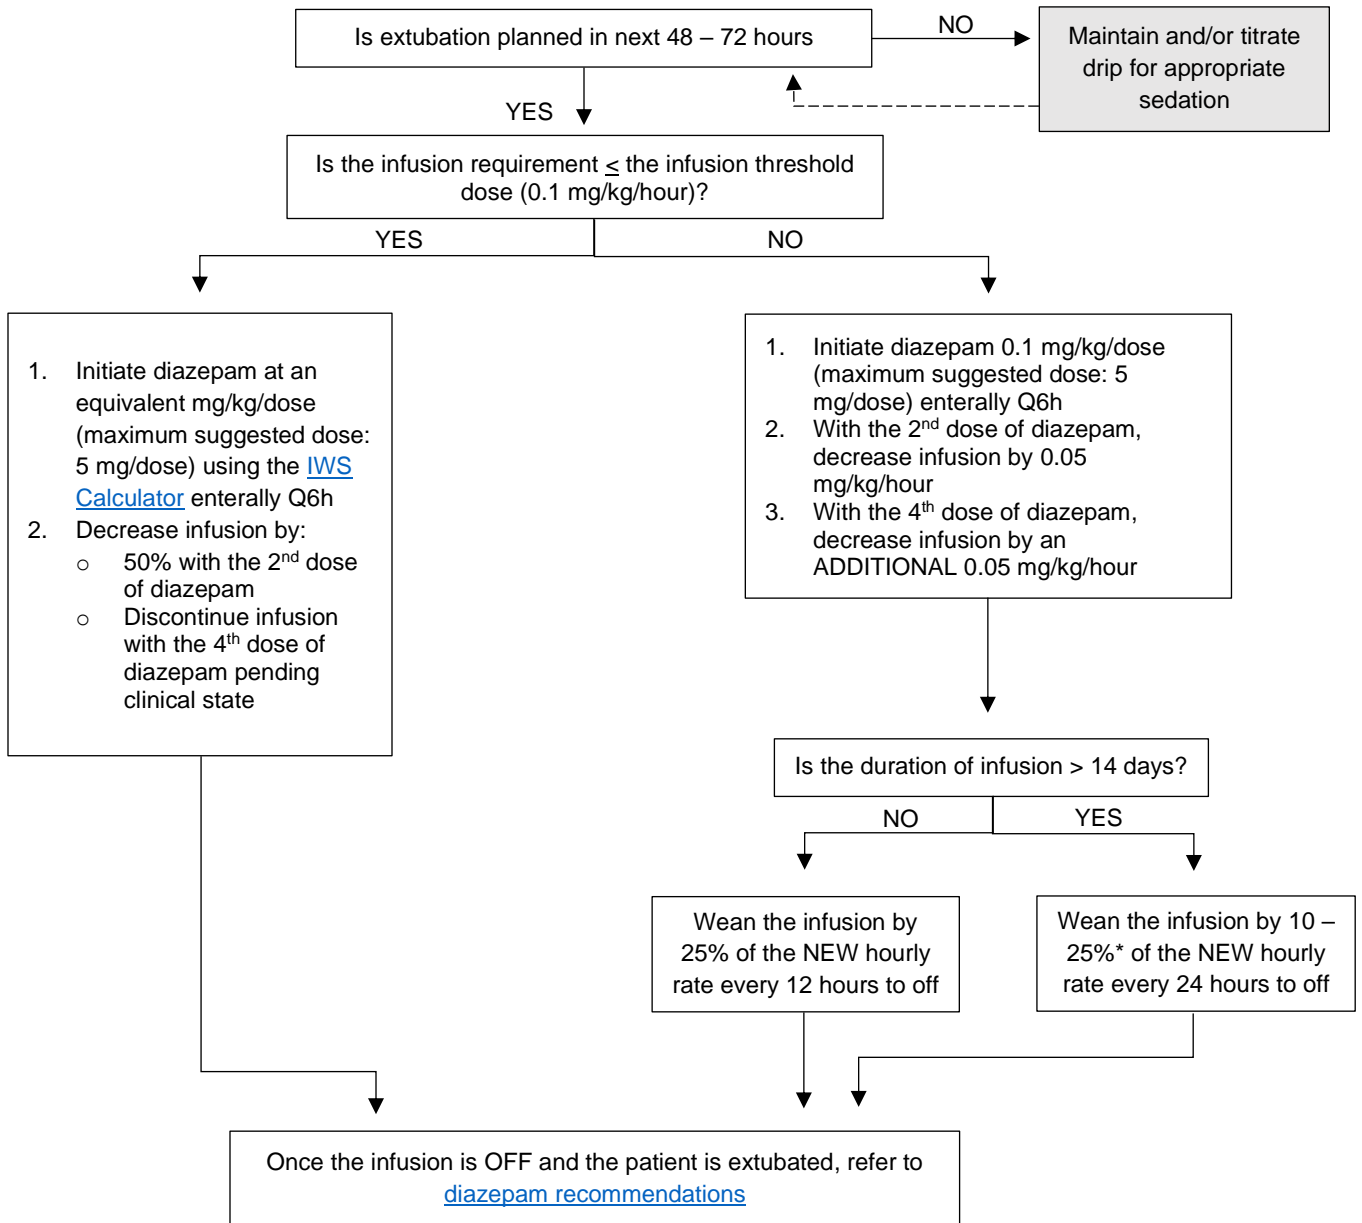 Is extubation planned in next 48 – 72 hours
NO
Maintain and/or titrate
drip for appropriate
sedation
YES
Is the infusion requirement < the infusion threshold
dose (0.1 mg/kg/hour)?
YES
NO
1. Initiate diazepam at an
equivalent mg/kg/dose
(maximum suggested dose:
5 mg/dose) using the IWS
Calculator enterally Q6h
2. Decrease infusion by:
o 50% with the 2nd dose
of diazepam
o Discontinue infusion
with the 4th dose of
diazepam pending
clinical state
1. Initiate diazepam 0.1 mg/kg/dose
(maximum suggested dose: 5
mg/dose) enterally Q6h
2. With the 2nd dose of diazepam,
decrease infusion by 0.05
mg/kg/hour
3. With the 4th dose of diazepam,
decrease infusion by an
ADDITIONAL 0.05 mg/kg/hour
Is the duration of infusion > 14 days?
NO
YES
Wean the infusion by
25% of the NEW hourly
rate every 12 hours to off
Wean the infusion by 10 –
25%* of the NEW hourly
rate every 24 hours to off
Once the infusion is OFF and the patient is extubated, refer to
diazepam recommendations